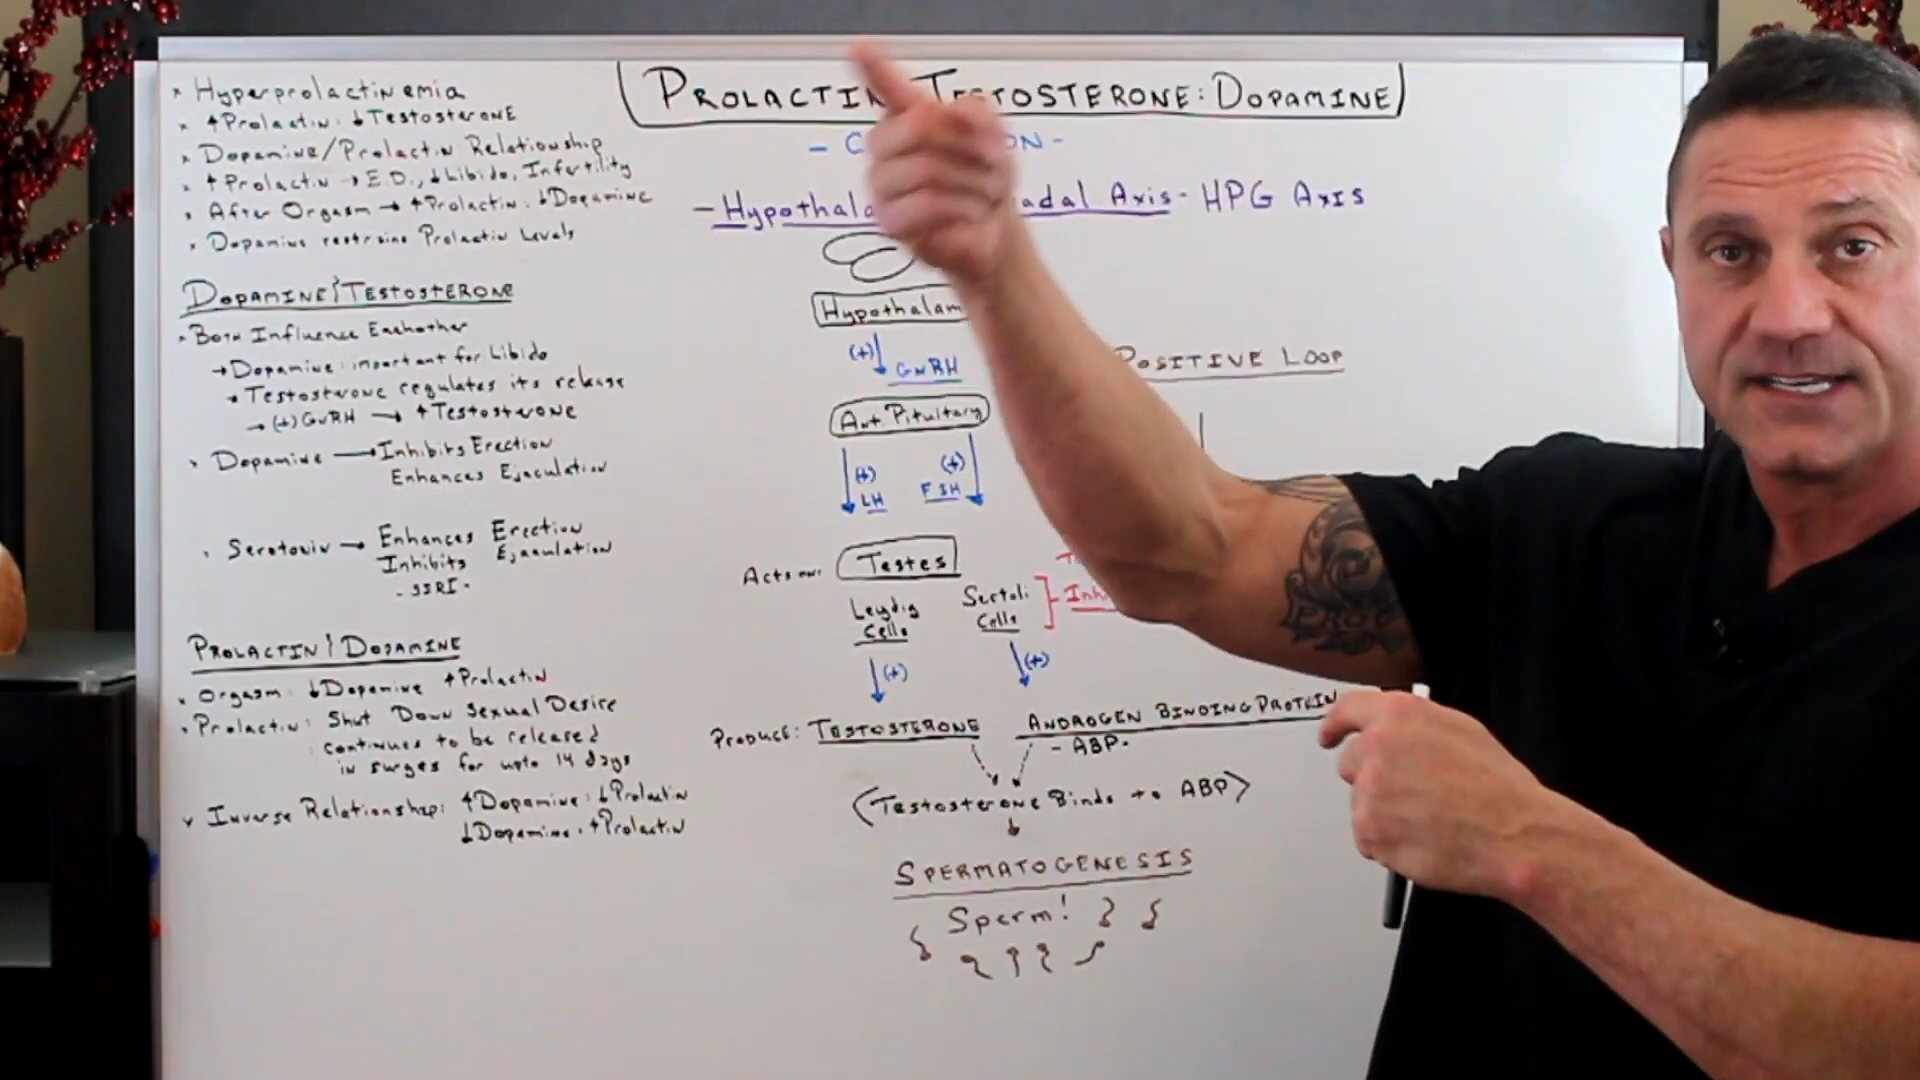 Hyperprolactinemia
↑Prolactin: ↓Testosterone
Dopamine/Prolactin Relationship
↑Prolactin → E.D., ↓Libido, Infertility
After Orgasm → ↑Prolactin: ↓Dopamine
Dopamine restrains Prolactin Levels
DOPAMINE/TESTOSTERONE
Both Influence Eachother
→Dopamine: important for Libido
→Testosterone regulates its release
→(+)GnRH → ↑Testosterone
Dopamine → Inhibits Erection
Enhances Ejaculation
Serotonin → Enhances Erection
Inhibits Ejaculation
-SSRI-
PROLACTIN/DOPAMINE
Orgasm: ↓Dopamine ↑Prolactin
Prolactin: Shut Down Sexual Desire
continues to be released
in surges for upto 14 days
Inverse Relationship: ↑Dopamine: ↓Prolactin
↓Dopamine: ↑Prolactin
PROLACTIN TESTOSTERONE: DOPAMINE
-Hypothala adal Axis- HPG Axis
Hypothalam
(+) GnRH
Ant. Pituitary
(+) (+)
LH FSH
POSITIVE LOOP
Acts on: Testes
Leydig Cells
Sertoli Cells
Inh
(+) (+)
Produce: TESTOSTERONE
ANDROGEN BINDING PROTEIN
-ABP-
(Testosterone Binds to ABP)
SPERMATOGENESIS
Sperm!